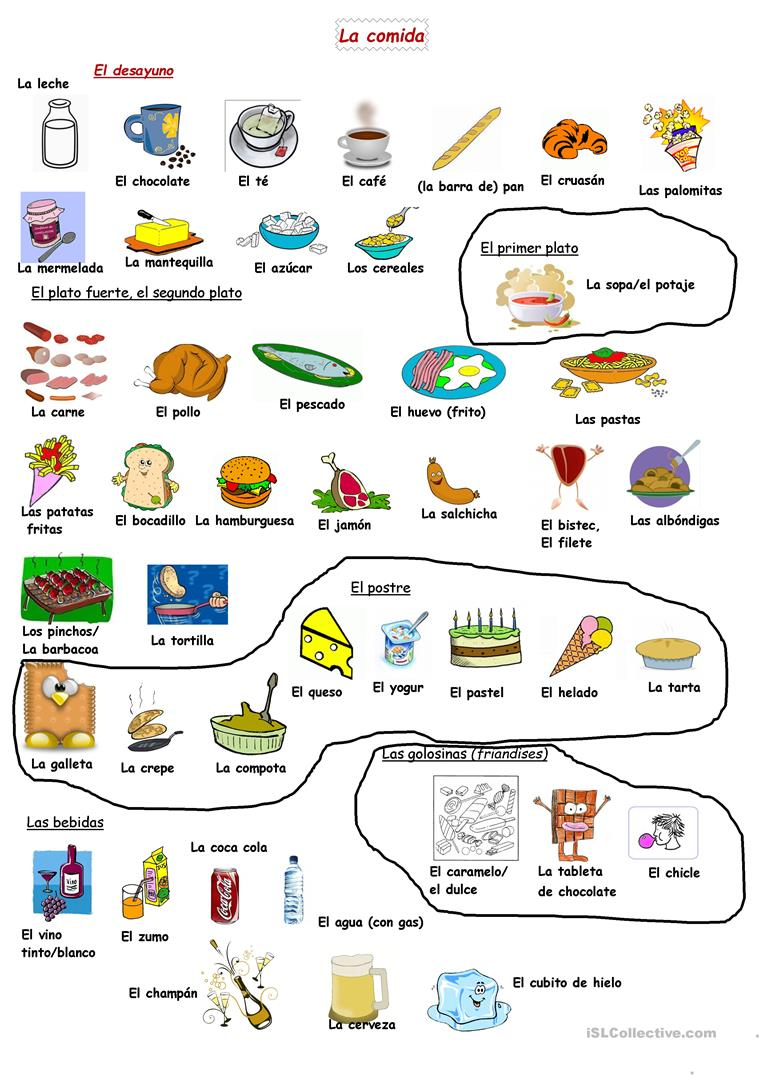 La comida
El desayuno
La leche
El chocolate
El té
El café
(la barra de) pan
El cruasán
Las palomitas
La mermelada
La mantequilla
El azúcar
Los cereales
El primer plato
La sopa/el potaje
El plato fuerte, el segundo plato
La carne
El pollo
El pescado
El huevo (frito)
Las pastas
Las patatas
fritas
El bocadillo
La hamburguesa
El jamón
La salchicha
El bistec,
El filete
Las albóndigas
Los pinchos/
La barbacoa
La tortilla
El postre
El queso
El yogur
El pastel
El helado
La tarta
La galleta
La crepe
La compota
Las golosinas (friandises)
El caramelo/
el dulce
La tableta
de chocolate
El chicle
Las bebidas
La coca cola
Vino
Coca-Cola
El vino
tinto/blanco
El zumo
El agua (con gas)
El champán
La cerveza
El cubito de hielo
iSLCollective.com